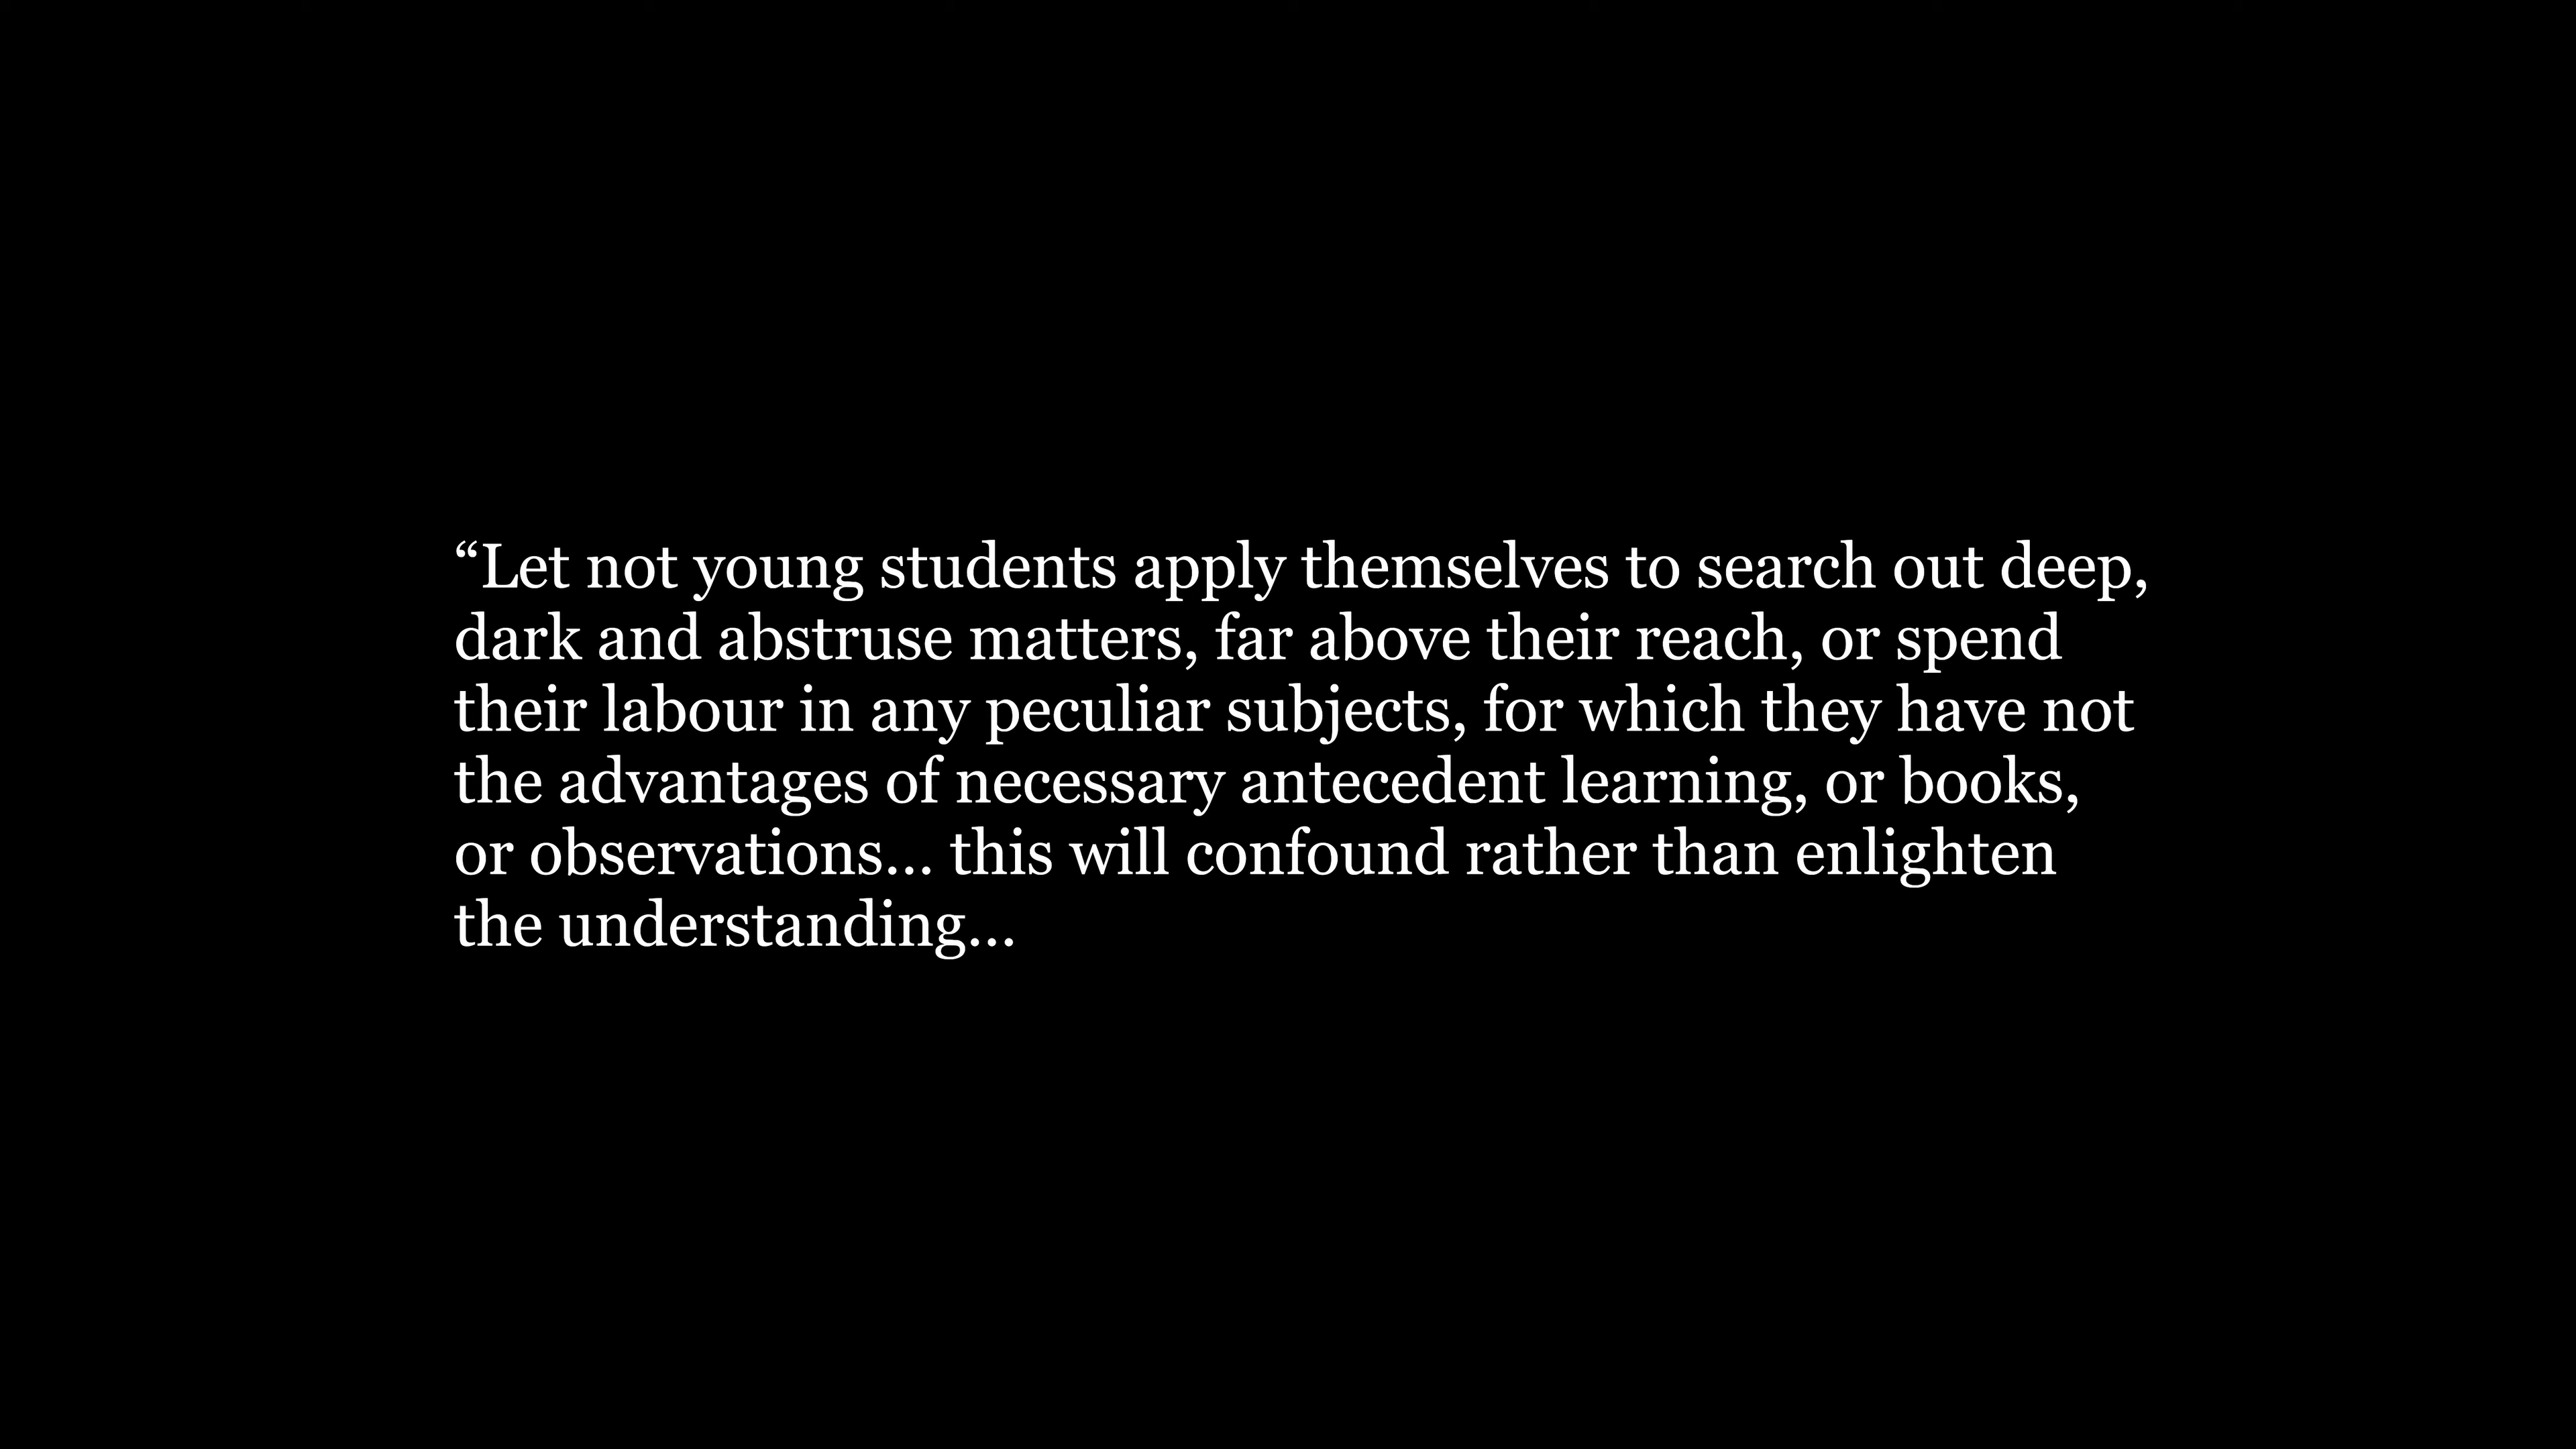 “Let not young students apply themselves to search out deep,
dark and abstruse matters, far above their reach, or spend
their labour in any peculiar subjects, for which they have not
the advantages of necessary antecedent learning, or books,
or observations… this will confound rather than enlighten
the understanding…